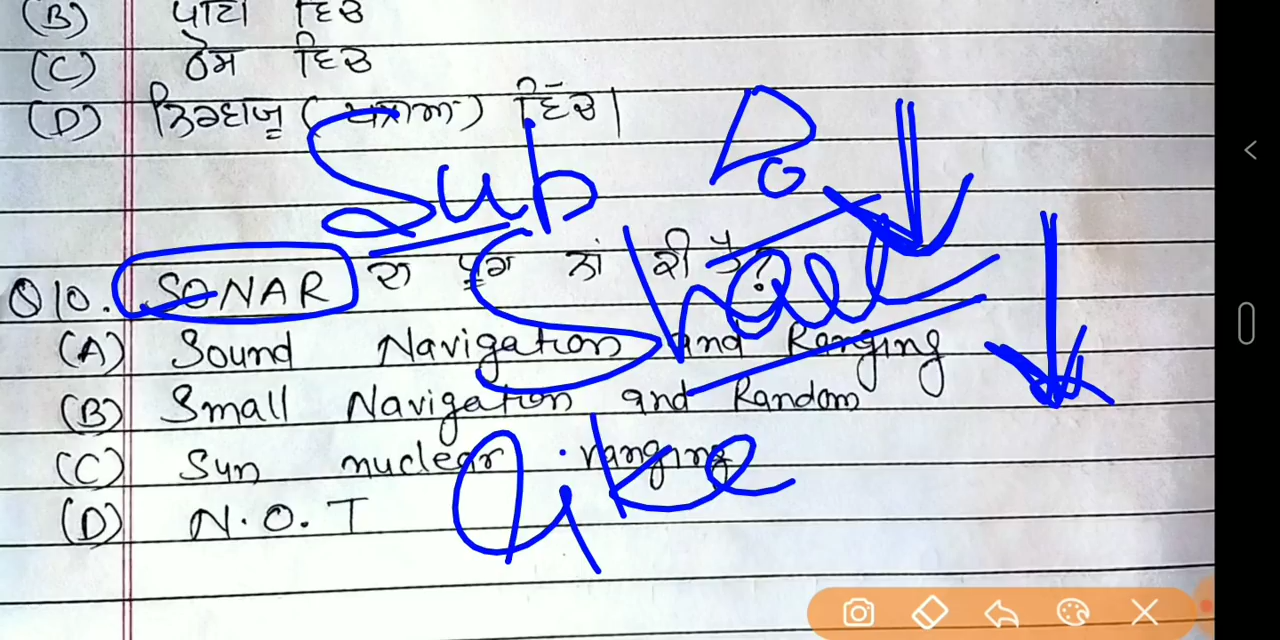 (B) ਪਾਣੀ ਵਿਚ
(C) ਠੋਸ ਵਿਚ
(D) ਨਿਰਵਾਯੂ ( ) ਵਿੱਚ।
Sub
Q10. SONAR ਦਾ ਪੂਰਾ ਨਾਂ ਕੀ ਹੈ?
Share
(A) Sound Navigation and Ranging
(B) Small Navigation and Random
(C) Sun nuclear ranging
(D) N.O.T
Like